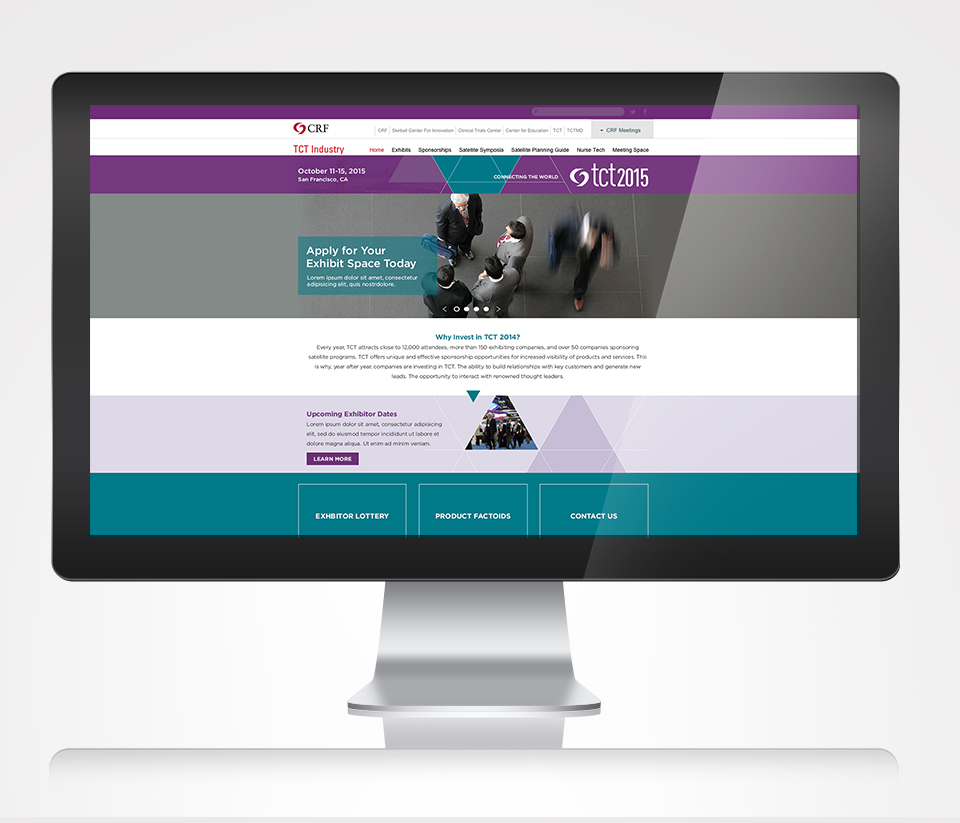 CRF
CRF Skirball Center For Innovation Clinical Trials Center Center for Education TCT TCTMD CRF Meetings
TCT Industry
Home Exhibits Sponsorships Satellite Symposia Satellite Planning Guide Nurse Tech Meeting Space
October 11-15, 2015
San Francisco, CA
CONNECTING THE WORLD
tct2015
Apply for Your
Exhibit Space Today
Lorem ipsum dolor sit amet, consectetur
adipisicing elit, quis nostrdolore.
Why Invest in TCT 2014?
Every year, TCT attracts close to 12,000 attendees, more than 150 exhibiting companies, and over 50 companies sponsoring
satellite programs. TCT offers unique and effective sponsorship opportunities for increased visibility of products and services. This
is why, year after year, companies are investing in TCT. The ability to build relationships with key customers and generate new
leads. The opportunity to interact with renowned thought leaders.
Upcoming Exhibitor Dates
Lorem ipsum dolor sit amet, consectetur adipisicing
elit, sed do eiusmod tempor incididunt ut labore et
dolore magna aliqua. Ut enim ad minim veniam.
LEARN MORE
EXHBITOR LOTTERY
PRODUCT FACTOIDS
CONTACT US